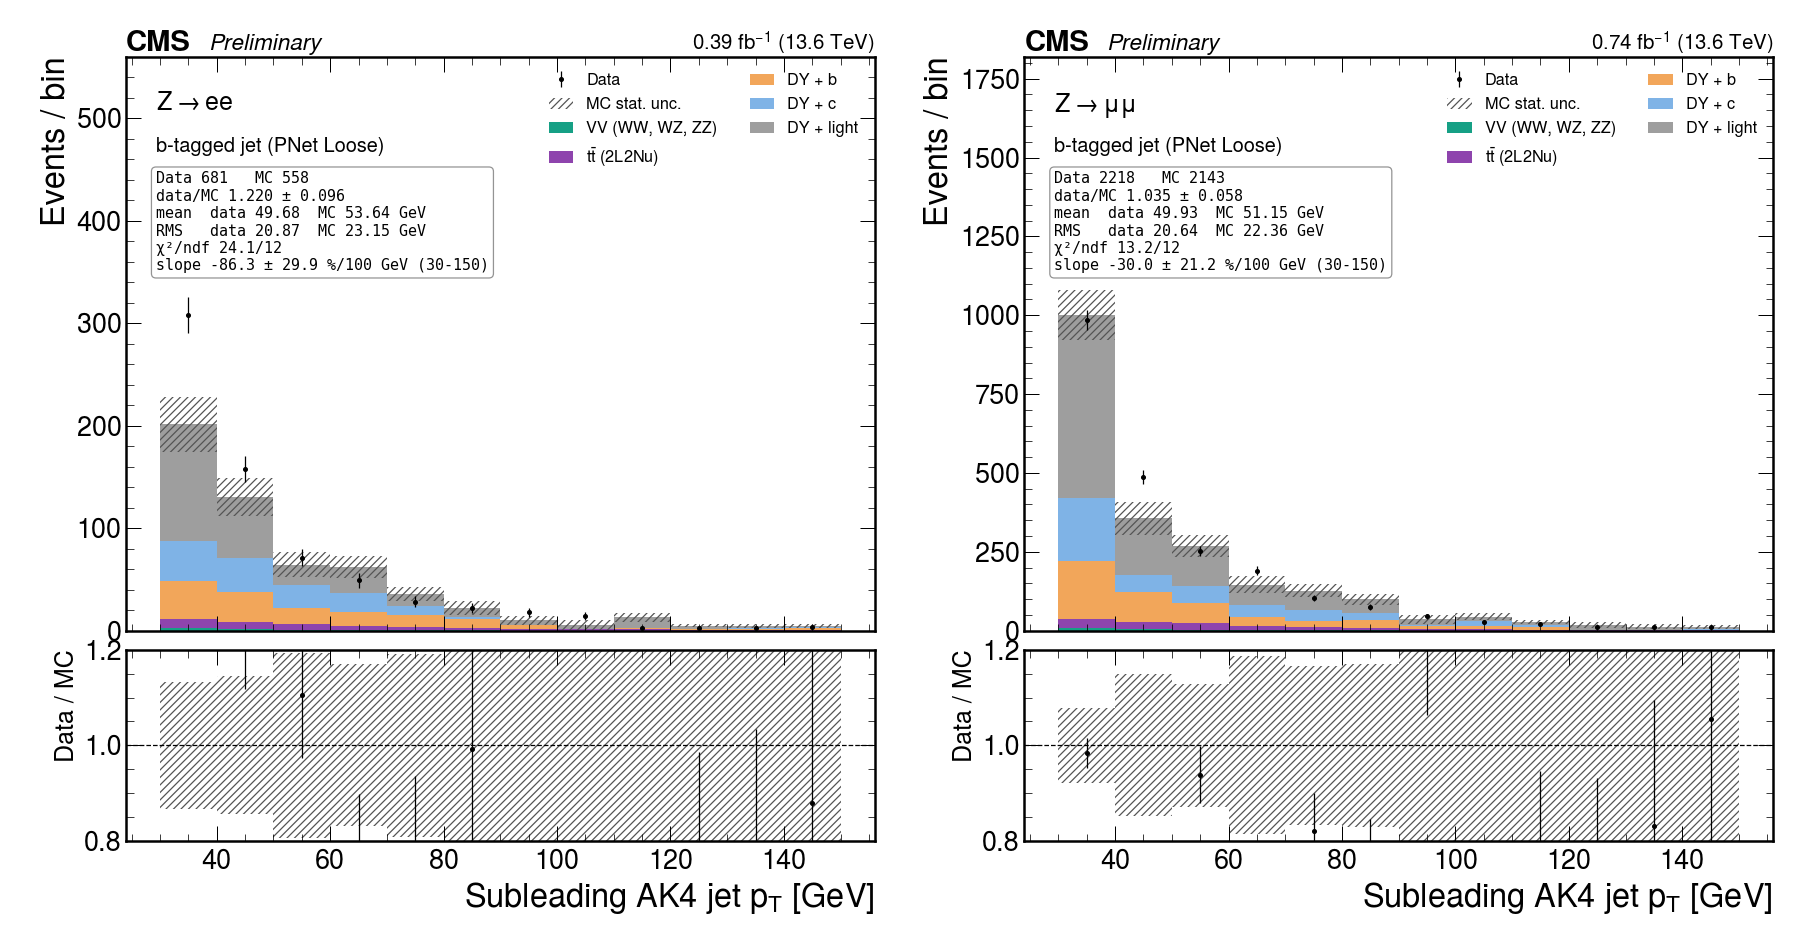 CMS Preliminary 0.39 fb⁻¹ (13.6 TeV)
Events / bin
Z → ee
b-tagged jet (PNet Loose)
Data 681 MC 558
data/MC 1.220 ± 0.096
mean data 49.68 MC 53.64 GeV
RMS data 20.87 MC 23.15 GeV
χ²/ndf 24.1/12
slope -86.3 ± 29.9 %/100 GeV (30-150)
Data
MC stat. unc.
VV (WW, WZ, ZZ)
tt̄ (2L2Nu)
DY + b
DY + c
DY + light
500
400
300
200
100
0
Data / MC
1.2
1.0
0.8
40 60 80 100 120 140
Subleading AK4 jet p_T [GeV]
CMS Preliminary 0.74 fb⁻¹ (13.6 TeV)
Events / bin
Z → μμ
b-tagged jet (PNet Loose)
Data 2218 MC 2143
data/MC 1.035 ± 0.058
mean data 49.93 MC 51.15 GeV
RMS data 20.64 MC 22.36 GeV
χ²/ndf 13.2/12
slope -30.0 ± 21.2 %/100 GeV (30-150)
Data
MC stat. unc.
VV (WW, WZ, ZZ)
tt̄ (2L2Nu)
DY + b
DY + c
DY + light
1750
1500
1250
1000
750
500
250
0
Data / MC
1.2
1.0
0.8
40 60 80 100 120 140
Subleading AK4 jet p_T [GeV]